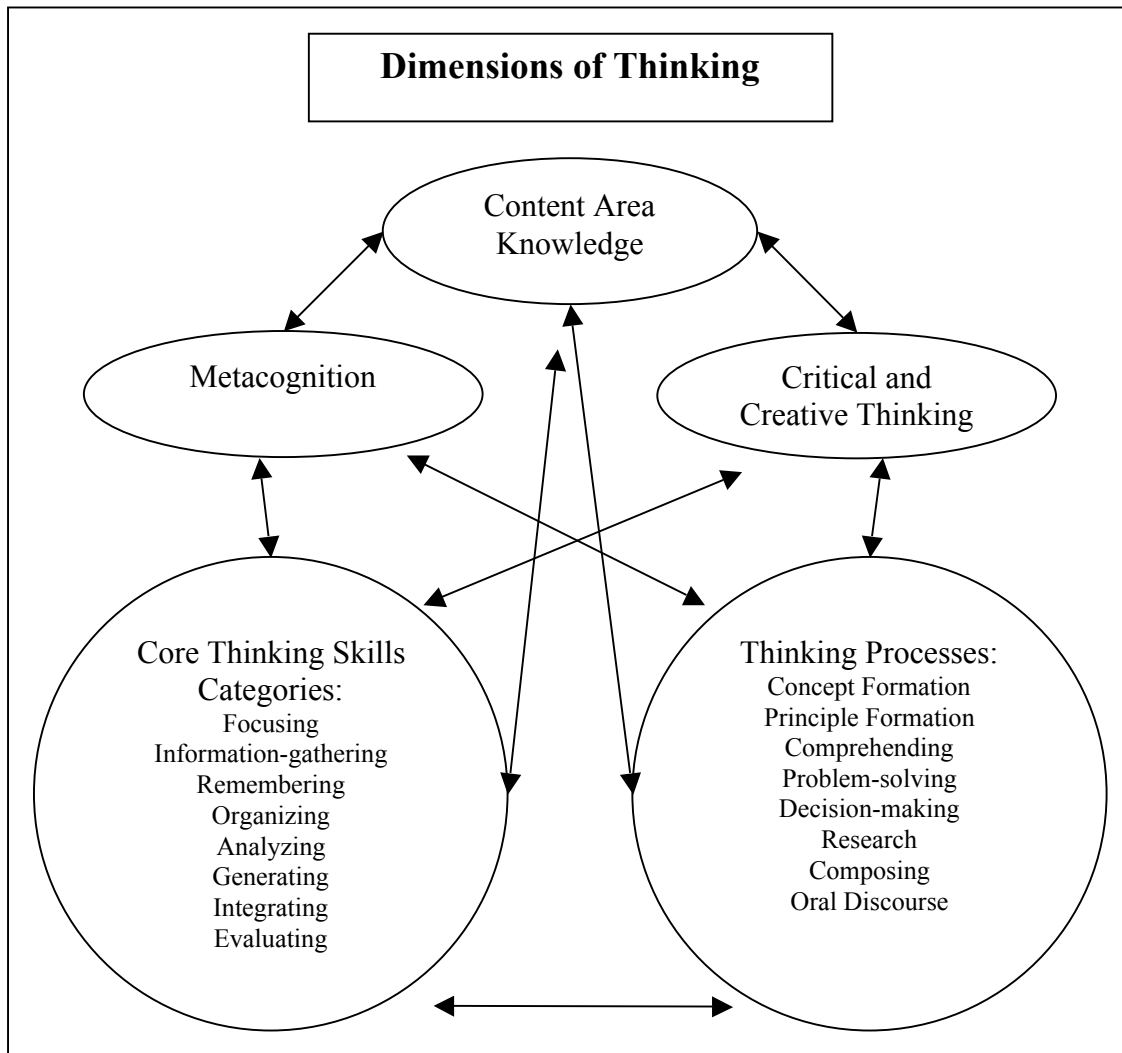 Dimensions of Thinking
Content Area
Knowledge
Metacognition
Critical and
Creative Thinking
Core Thinking Skills
Categories:
Focusing
Information-gathering
Remembering
Organizing
Analyzing
Generating
Integrating
Evaluating
Thinking Processes:
Concept Formation
Principle Formation
Comprehending
Problem-solving
Decision-making
Research
Composing
Oral Discourse